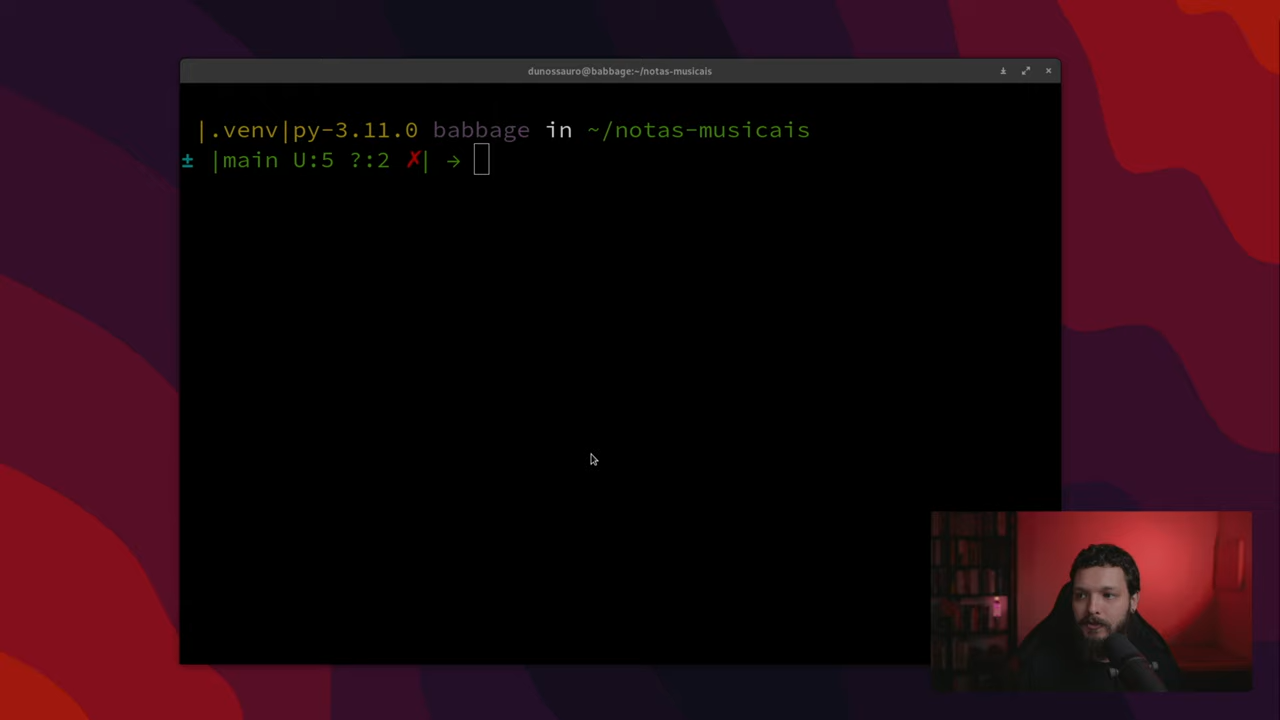 dunossauro@babbage:~/notas-musicais
|.venv|py-3.11.0 babbage in ~/notas-musicais
± |main U:5 ?:2 ✗| →